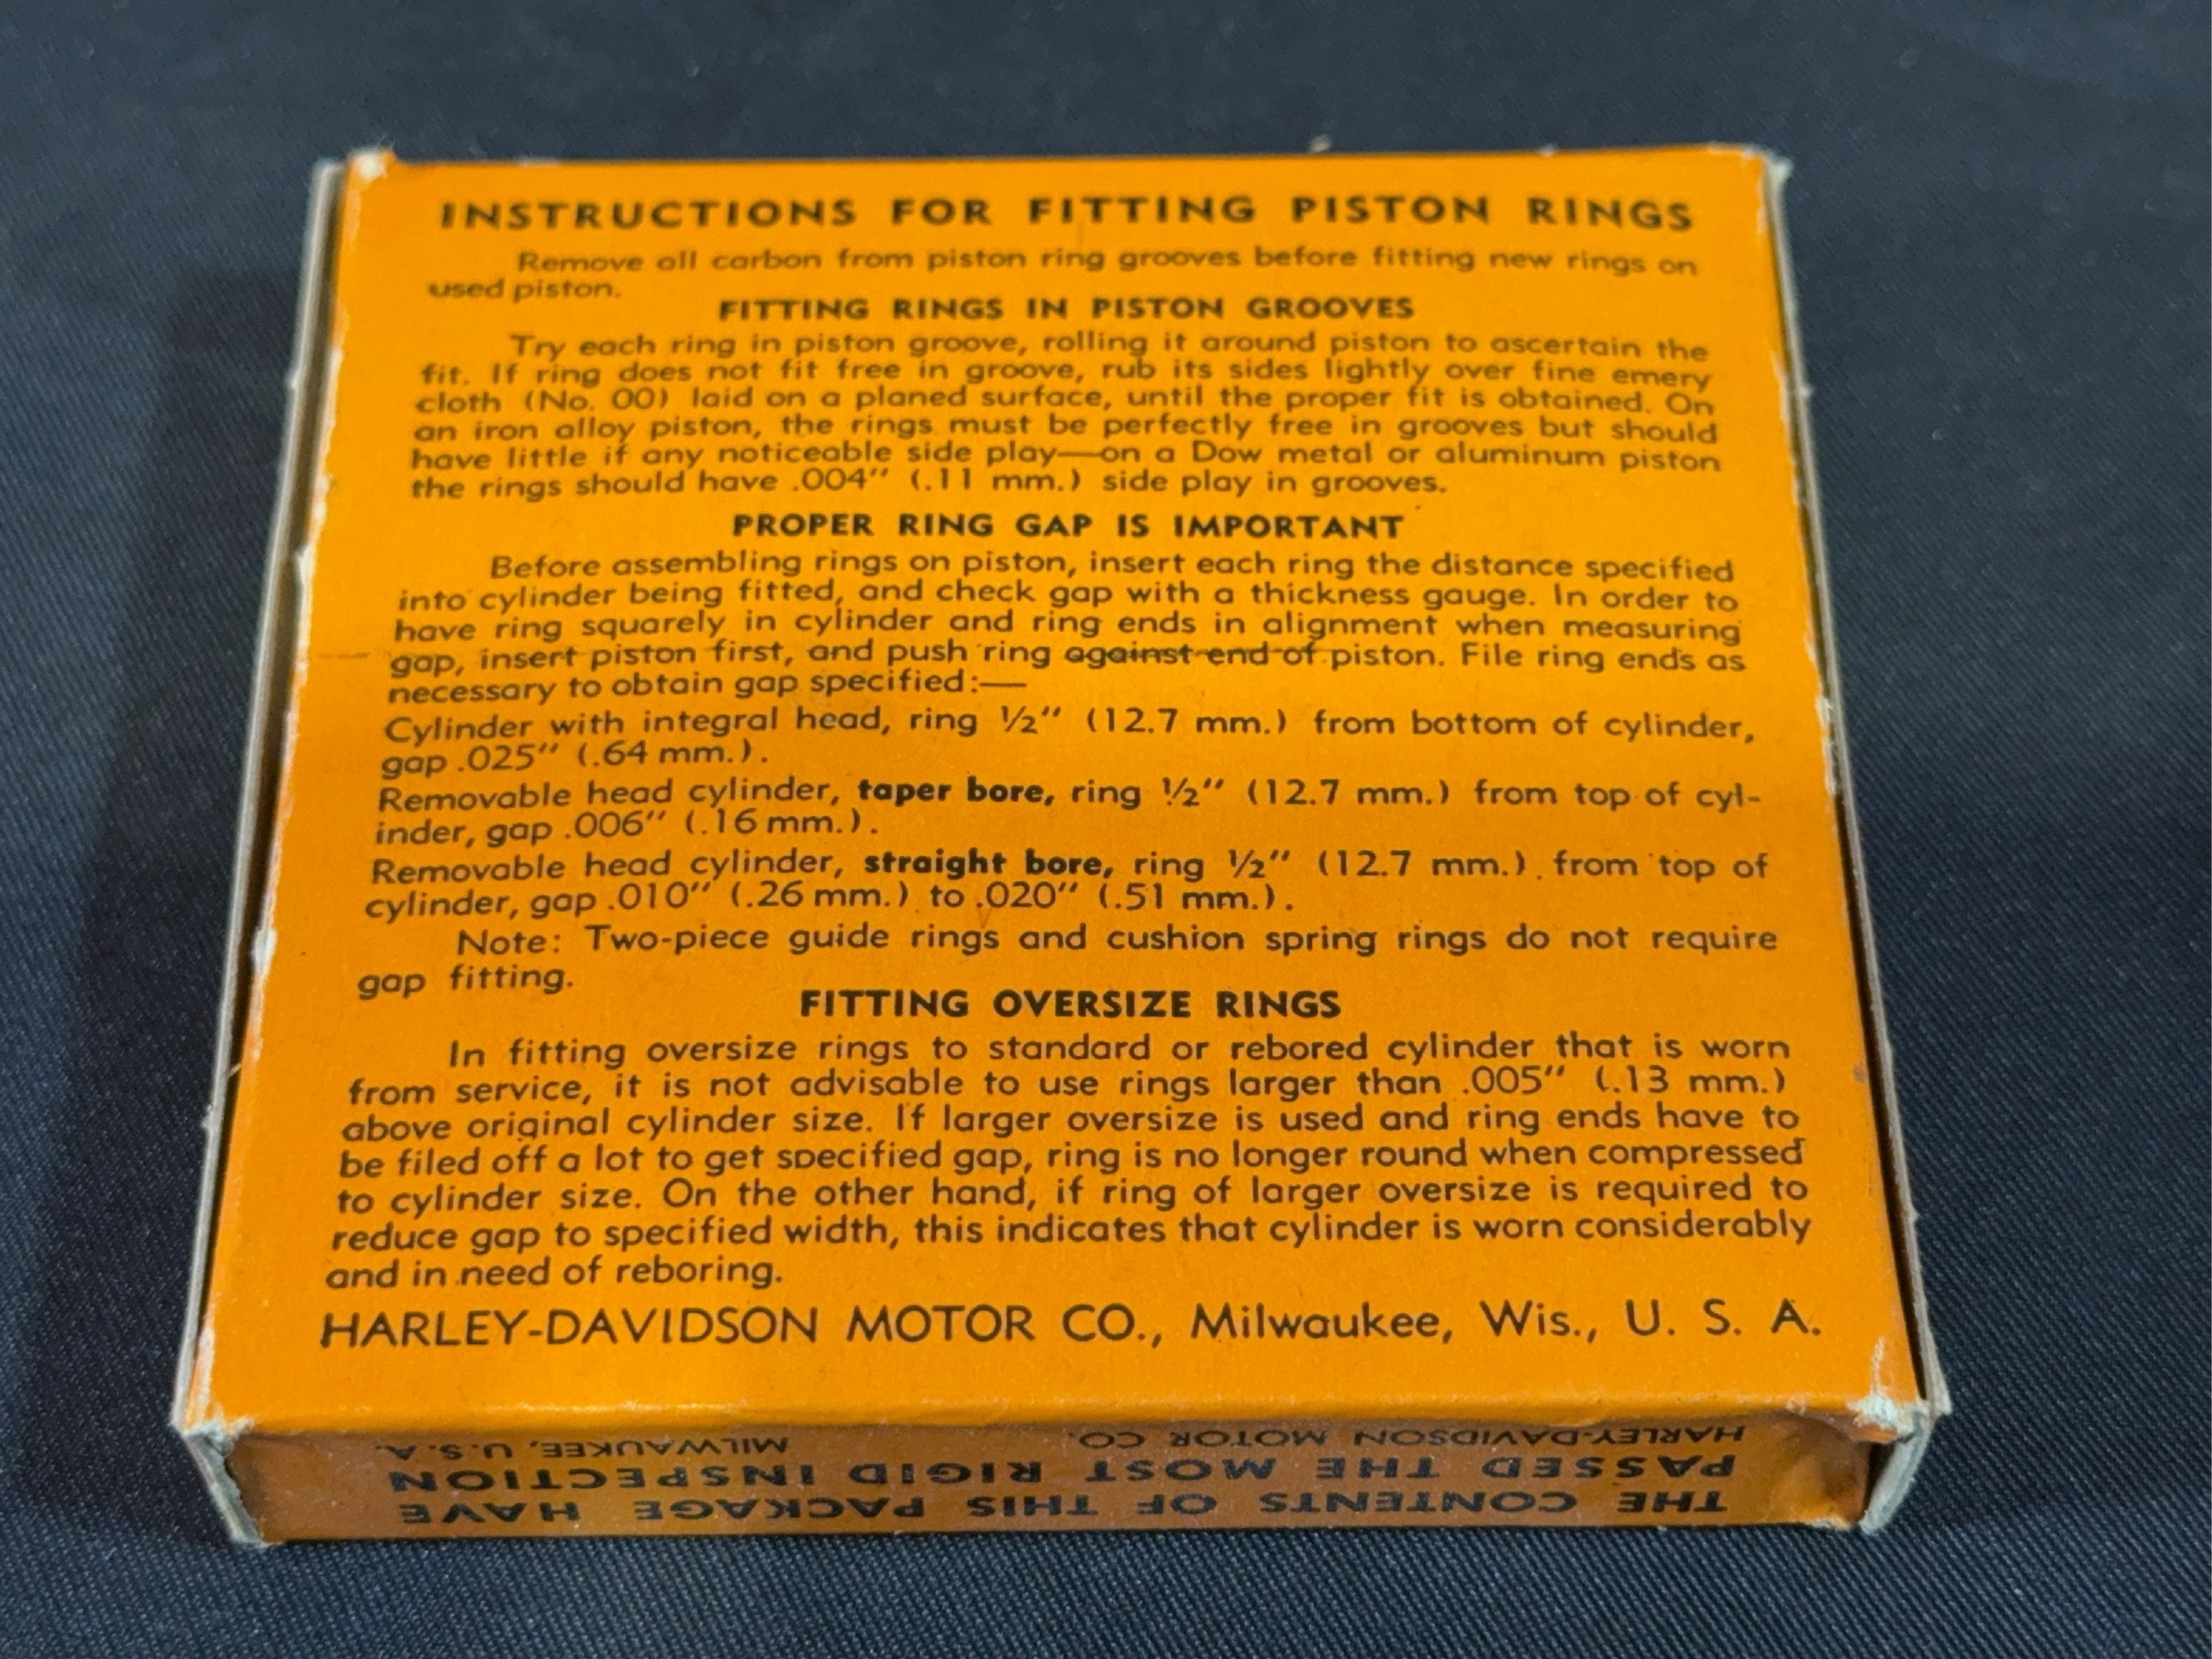 INSTRUCTIONS FOR FITTING PISTON RINGS
Remove all carbon from piston ring grooves before fitting new rings on
used piston.
FITTING RINGS IN PISTON GROOVES
Try each ring in piston groove, rolling it around piston to ascertain the
fit. If ring does not fit free in groove, rub its sides lightly over fine emery
cloth (No. 00) laid on a planed surface, until the proper fit is obtained. On
an iron alloy piston, the rings must be perfectly free in grooves but should
have little if any noticeable side play—on a Dow metal or aluminum piston
the rings should have .004" (.11 mm.) side play in grooves.
PROPER RING GAP IS IMPORTANT
Before assembling rings on piston, insert each ring the distance specified
into cylinder being fitted, and check gap with a thickness gauge. In order to
have ring squarely in cylinder and ring ends in alignment when measuring
gap, insert piston first, and push ring against end of piston. File ring ends as
necessary to obtain gap specified:—
Cylinder with integral head, ring ½" (12.7 mm.) from bottom of cylinder,
gap .025" (.64 mm.).
Removable head cylinder, taper bore, ring ½" (12.7 mm.) from top of cyl-
inder, gap .006" (.16 mm.).
Removable head cylinder, straight bore, ring ½" (12.7 mm.) from top of
cylinder, gap .010" (.26 mm.) to .020" (.51 mm.).
Note: Two-piece guide rings and cushion spring rings do not require
gap fitting.
FITTING OVERSIZE RINGS
In fitting oversize rings to standard or rebored cylinder that is worn
from service, it is not advisable to use rings larger than .005" (.13 mm.)
above original cylinder size. If larger oversize is used and ring ends have to
be filed off a lot to get specified gap, ring is no longer round when compressed
to cylinder size. On the other hand, if ring of larger oversize is required to
reduce gap to specified width, this indicates that cylinder is worn considerably
and in need of reboring.
HARLEY-DAVIDSON MOTOR CO., Milwaukee, Wis., U. S. A.
THE CONTENTS OF THIS PACKAGE HAVE
PASSED THE MOST RIGID INSPECTION
HARLEY-DAVIDSON MOTOR CO. MILWAUKEE, U.S.A.